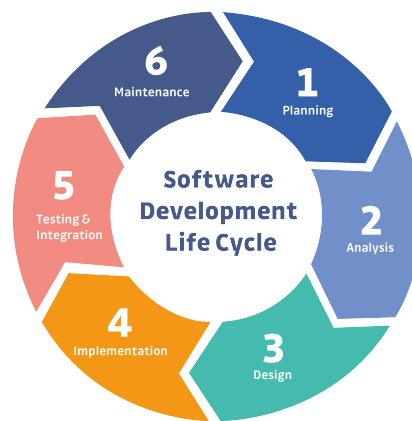 Software
Development
Life Cycle
1
Planning
2
Analysis
3
Design
4
Implementation
5
Testing &
Integration
6
Maintenance